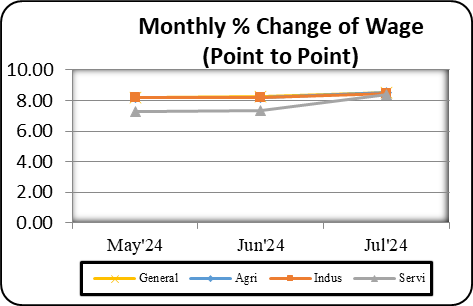 Monthly % Change of Wage
(Point to Point)
10.00
8.00
6.00
4.00
2.00
0.00
May'24 Jun'24 Jul'24
General Agri Indus Servi